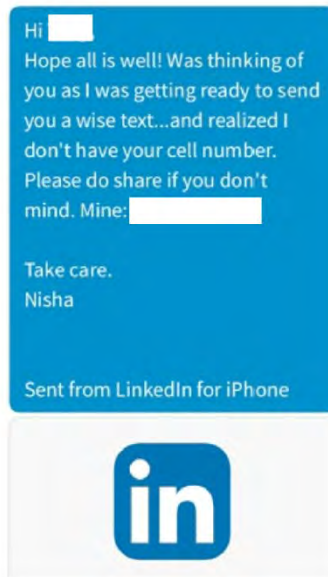 Hi
Hope all is well! Was thinking of
you as I was getting ready to send
you a wise text...and realized I
don't have your cell number.
Please do share if you don't
mind. Mine:
Take care.
Nisha
Sent from LinkedIn for iPhone
in